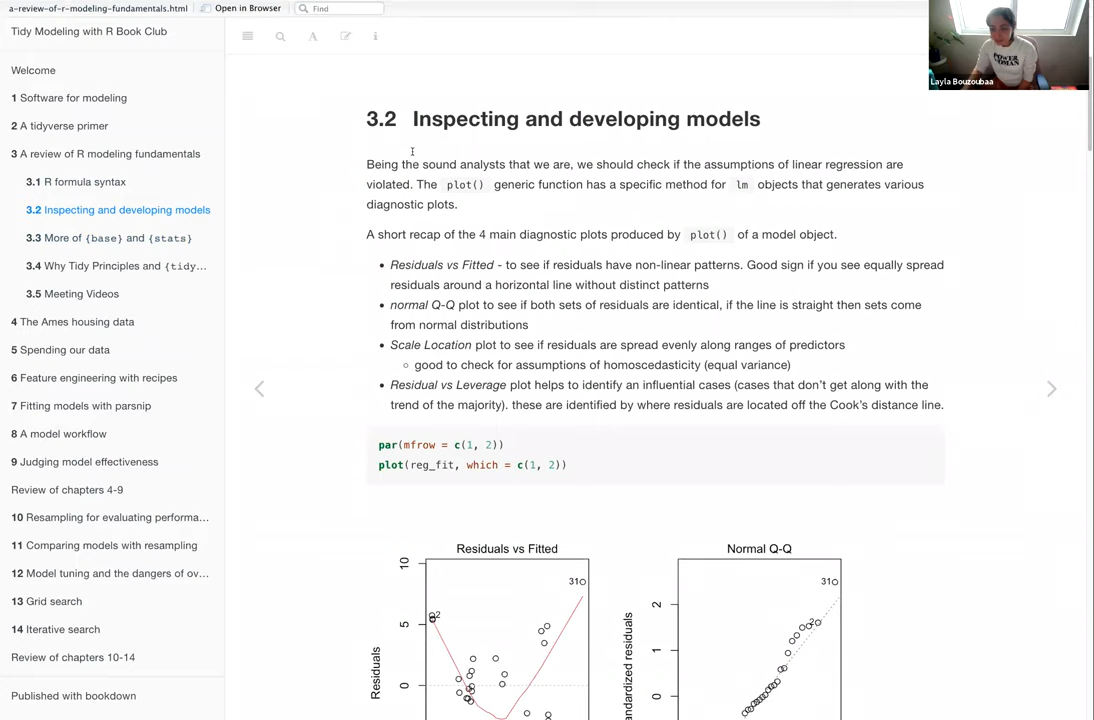 a-review-of-r-modeling-fundamentals.html
Open in Browser
Find
Tidy Modeling with R Book Club
Welcome
1 Software for modeling
2 A tidyverse primer
3 A review of R modeling fundamentals
3.1 R formula syntax
3.2 Inspecting and developing models
3.3 More of {base} and {stats}
3.4 Why Tidy Principles and {tidy...
3.5 Meeting Videos
4 The Ames housing data
5 Spending our data
6 Feature engineering with recipes
7 Fitting models with parsnip
8 A model workflow
9 Judging model effectiveness
Review of chapters 4-9
10 Resampling for evaluating performa...
11 Comparing models with resampling
12 Model tuning and the dangers of ov...
13 Grid search
14 Iterative search
Review of chapters 10-14
Published with bookdown
A
i
POWER
WOMAN
Layla Bouzoubaa
3.2 Inspecting and developing models
Being the sound analysts that we are, we should check if the assumptions of linear regression are
violated. The plot() generic function has a specific method for lm objects that generates various
diagnostic plots.
A short recap of the 4 main diagnostic plots produced by plot() of a model object.
• Residuals vs Fitted - to see if residuals have non-linear patterns. Good sign if you see equally spread
residuals around a horizontal line without distinct patterns
• normal Q-Q plot to see if both sets of residuals are identical, if the line is straight then sets come
from normal distributions
• Scale Location plot to see if residuals are spread evenly along ranges of predictors
○ good to check for assumptions of homoscedasticity (equal variance)
• Residual vs Leverage plot helps to identify an influential cases (cases that don't get along with the
trend of the majority). these are identified by where residuals are located off the Cook's distance line.
par(mfrow = c(1, 2))
plot(reg_fit, which = c(1, 2))
Residuals vs Fitted
10
5
0
Residuals
31
2
Normal Q-Q
2
1
0
ndardized residuals
31
2